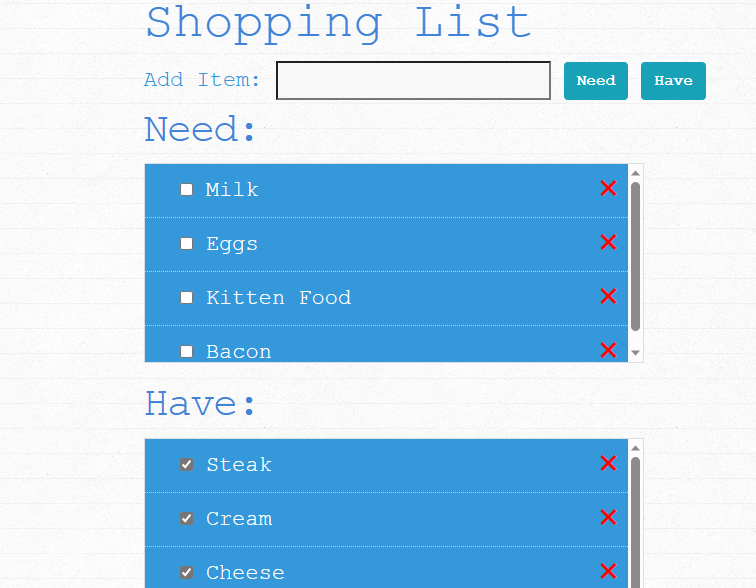 Shopping List
Add Item: Need Have
Need:
Milk
Eggs
Kitten Food
Bacon
Have:
Steak
Cream
Cheese